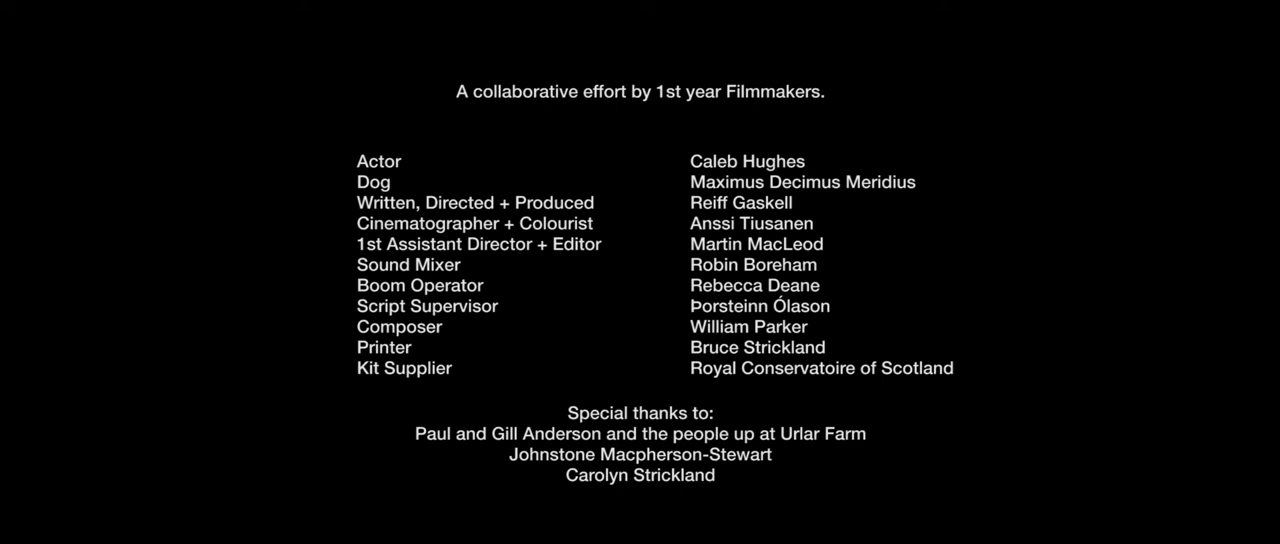 A collaborative effort by 1st year Filmmakers.
Actor Caleb Hughes
Dog Maximus Decimus Meridius
Written, Directed + Produced Reiff Gaskell
Cinematographer + Colourist Anssi Tiusanen
1st Assistant Director + Editor Martin MacLeod
Sound Mixer Robin Boreham
Boom Operator Rebecca Deane
Script Supervisor Þorsteinn Ólason
Composer William Parker
Printer Bruce Strickland
Kit Supplier Royal Conservatoire of Scotland
Special thanks to:
Paul and Gill Anderson and the people up at Urlar Farm
Johnstone Macpherson-Stewart
Carolyn Strickland